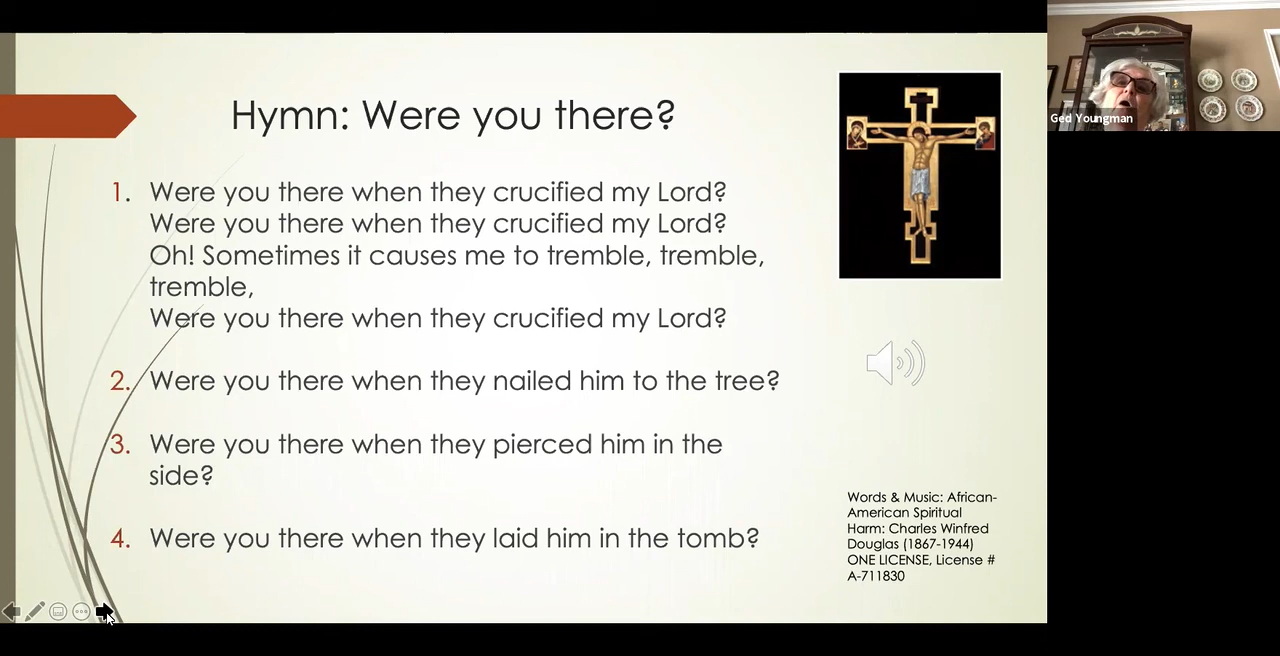 Hymn: Were you there?
1. Were you there when they crucified my Lord?
Were you there when they crucified my Lord?
Oh! Sometimes it causes me to tremble, tremble,
tremble,
Were you there when they crucified my Lord?
2. Were you there when they nailed him to the tree?
3. Were you there when they pierced him in the
side?
4. Were you there when they laid him in the tomb?
Words & Music: African-
American Spiritual
Harm: Charles Winfred
Douglas (1867-1944)
ONE LICENSE, License #
A-711830
Ged Youngman